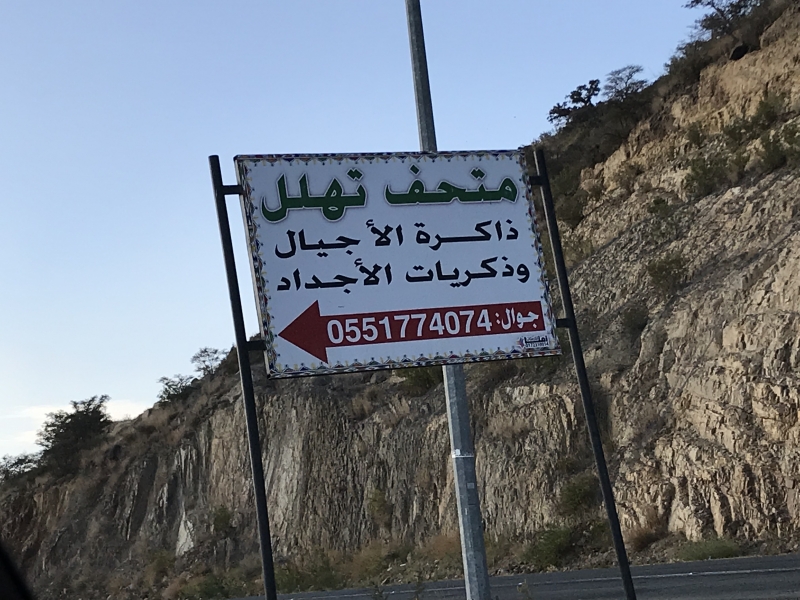 متحف تهلل
ذاكرة الأجيال
وذكريات الأجداد
جوال: 0551774074